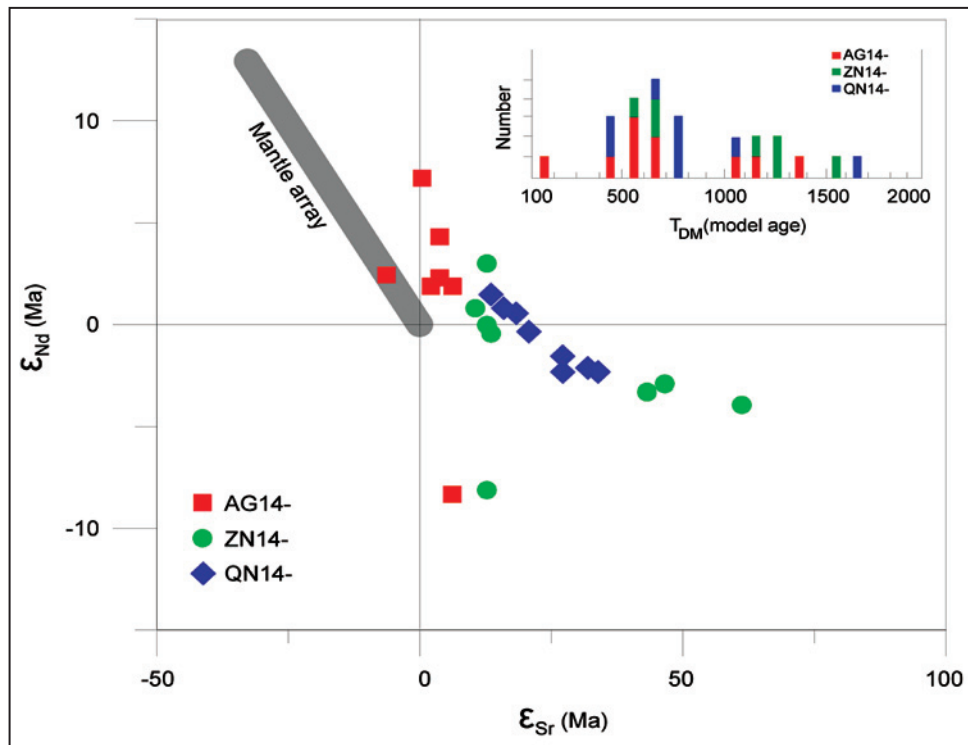 AG14-
ZN14-
QN14-
Number
100 500 1000 1500 2000
TDM(model age)
Mantle array
10
0
-10
εNd (Ma)
AG14-
ZN14-
QN14-
-50 0 50 100
εSr (Ma)